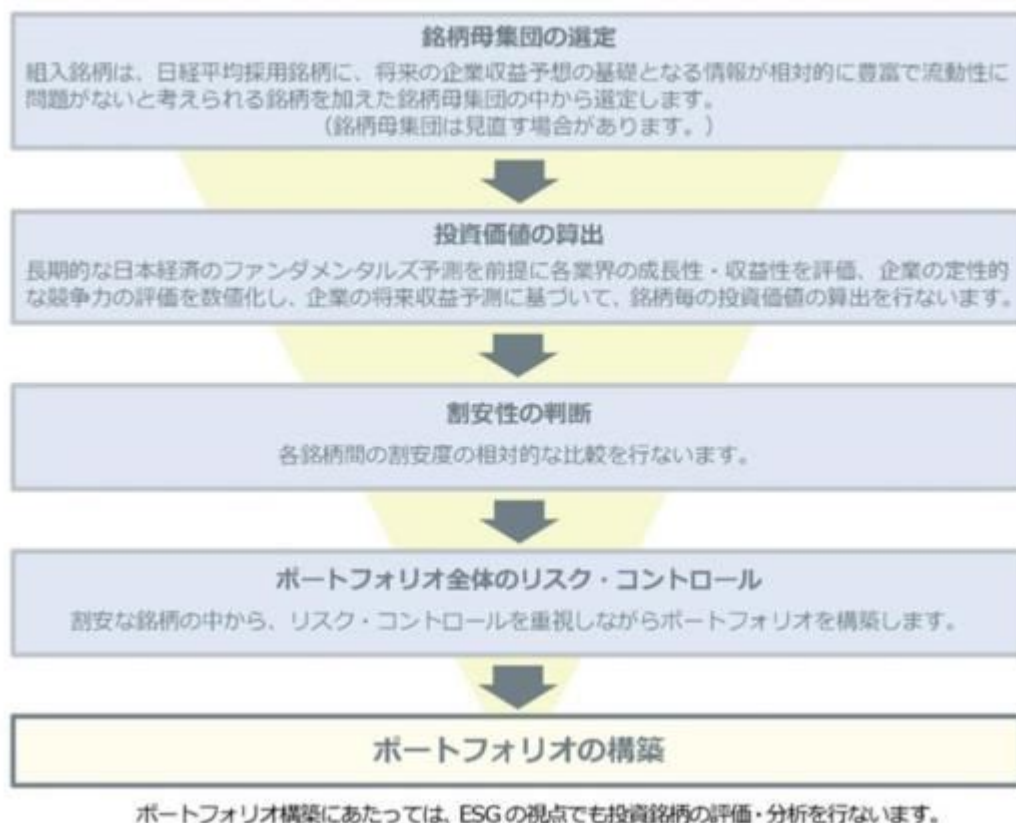 銘柄母集団の選定
組入銘柄は、日経平均採用銘柄に、将来の企業収益予想の基礎となる情報が相対的に豊富で流動性に
問題がないと考えられる銘柄を加えた銘柄母集団の中から選定します。
(銘柄母集団は見直す場合があります。)
投資価値の算出
長期的な日本経済のファンダメンタルズ予測を前提に各業界の成長性・収益性を評価、企業の定性的
な競争力の評価を数値化し、企業の将来収益予測に基づいて、銘柄毎の投資価値の算出を行ないます。
割安性の判断
各銘柄間の割安度の相対的な比較を行ないます。
ポートフォリオ全体のリスク・コントロール
割安な銘柄の中から、リスク・コントロールを重視しながらポートフォリオを構築します。
ポートフォリオの構築
ポートフォリオ構築にあたっては、ESGの視点でも投資銘柄の評価・分析を行ないます。